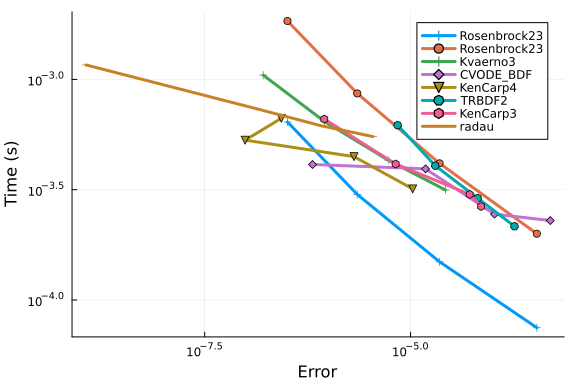 Time (s)
10⁻³·⁰
10⁻³·⁵
10⁻⁴·⁰
Rosenbrock23
Rosenbrock23
Kvaerno3
CVODE_BDF
KenCarp4
TRBDF2
KenCarp3
radau
10⁻⁷·⁵
10⁻⁵·⁰
Error